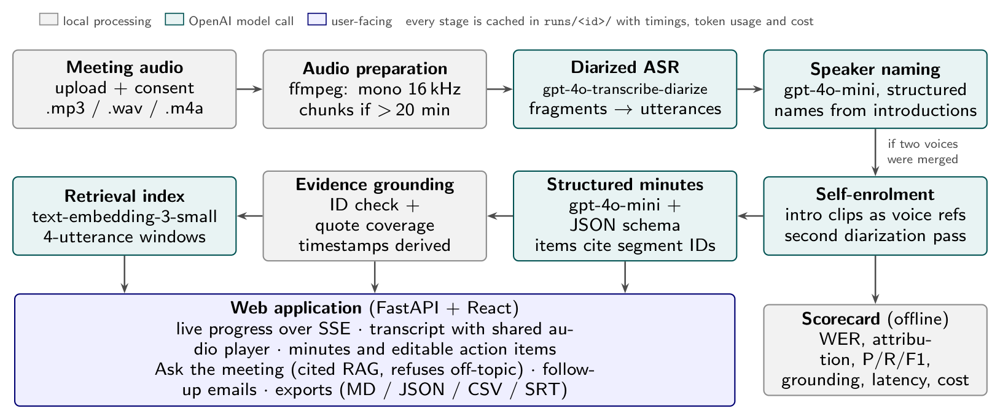 local processing OpenAI model call user-facing every stage is cached in runs/<id>/ with timings, token usage and cost
Meeting audio
upload + consent
.mp3 / .wav / .m4a
Audio preparation
ffmpeg: mono 16 kHz
chunks if > 20 min
Diarized ASR
gpt-4o-transcribe-diarize
fragments → utterances
Speaker naming
gpt-4o-mini, structured
names from introductions
if two voices
were merged
Self-enrolment
intro clips as voice refs
second diarization pass
Structured minutes
gpt-4o-mini +
JSON schema
items cite segment IDs
Evidence grounding
ID check +
quote coverage
timestamps derived
Retrieval index
text-embedding-3-small
4-utterance windows
Web application (FastAPI + React)
live progress over SSE · transcript with shared au-
dio player · minutes and editable action items
Ask the meeting (cited RAG, refuses off-topic) · follow-
up emails · exports (MD / JSON / CSV / SRT)
Scorecard (offline)
WER, attribu-
tion, P/R/F1,
grounding, latency, cost